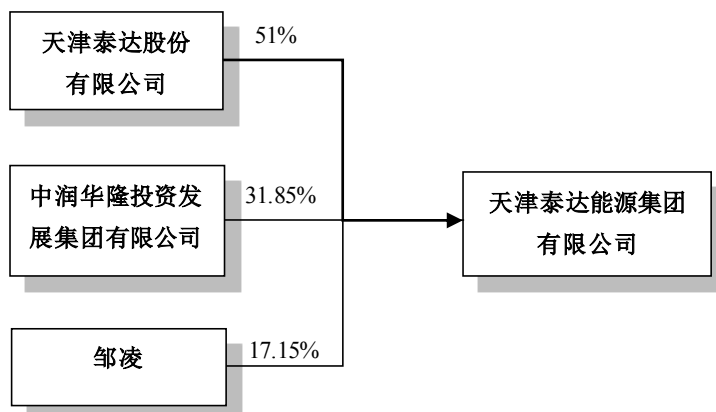 天津泰达股份
有限公司
51%
中润华隆投资发
展集团有限公司
31.85%
天津泰达能源集团
有限公司
邹凌
17.15%